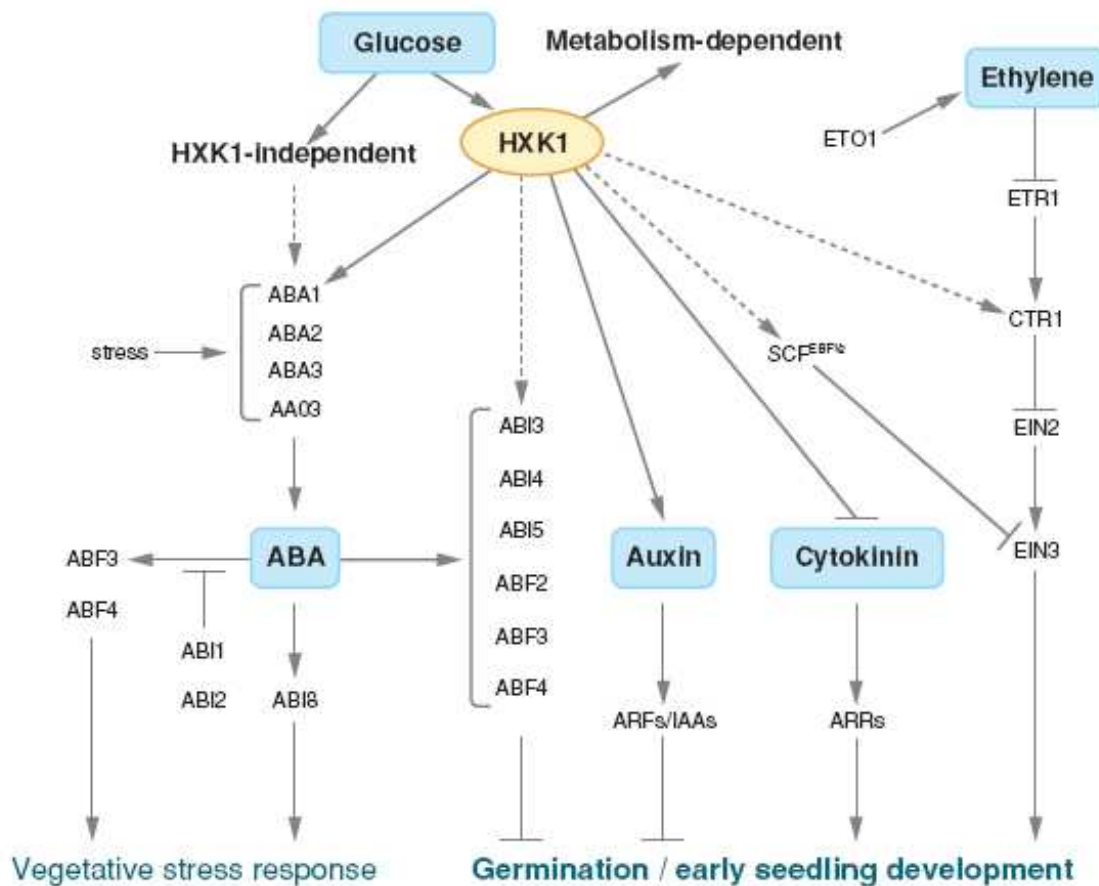 Glucose
Metabolism-dependent
Ethylene
ETO1
HXK1
HXK1-independent
ETR1
ABA1
CTR1
ABA2
stress
SCF
ABA3
AA03
ABI3
EIN2
ABI4
ABI5
ABF3
ABA
Auxin
Cytokinin
EIN3
ABF2
ABF4
ABF3
ABI1
ABF4
ABI2
ABI8
ARFs/IAAs
ARRs
Vegetative stress response
Germination / early seedling development